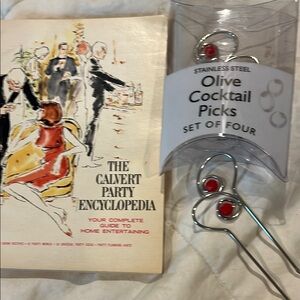 THE
CALVERT
PARTY
ENCYCLOPEDIA
YOUR COMPLETE
GUIDE TO
HOME ENTERTAINING
STAINLESS STEEL
Olive
Cocktail
Picks
SET OF FOUR